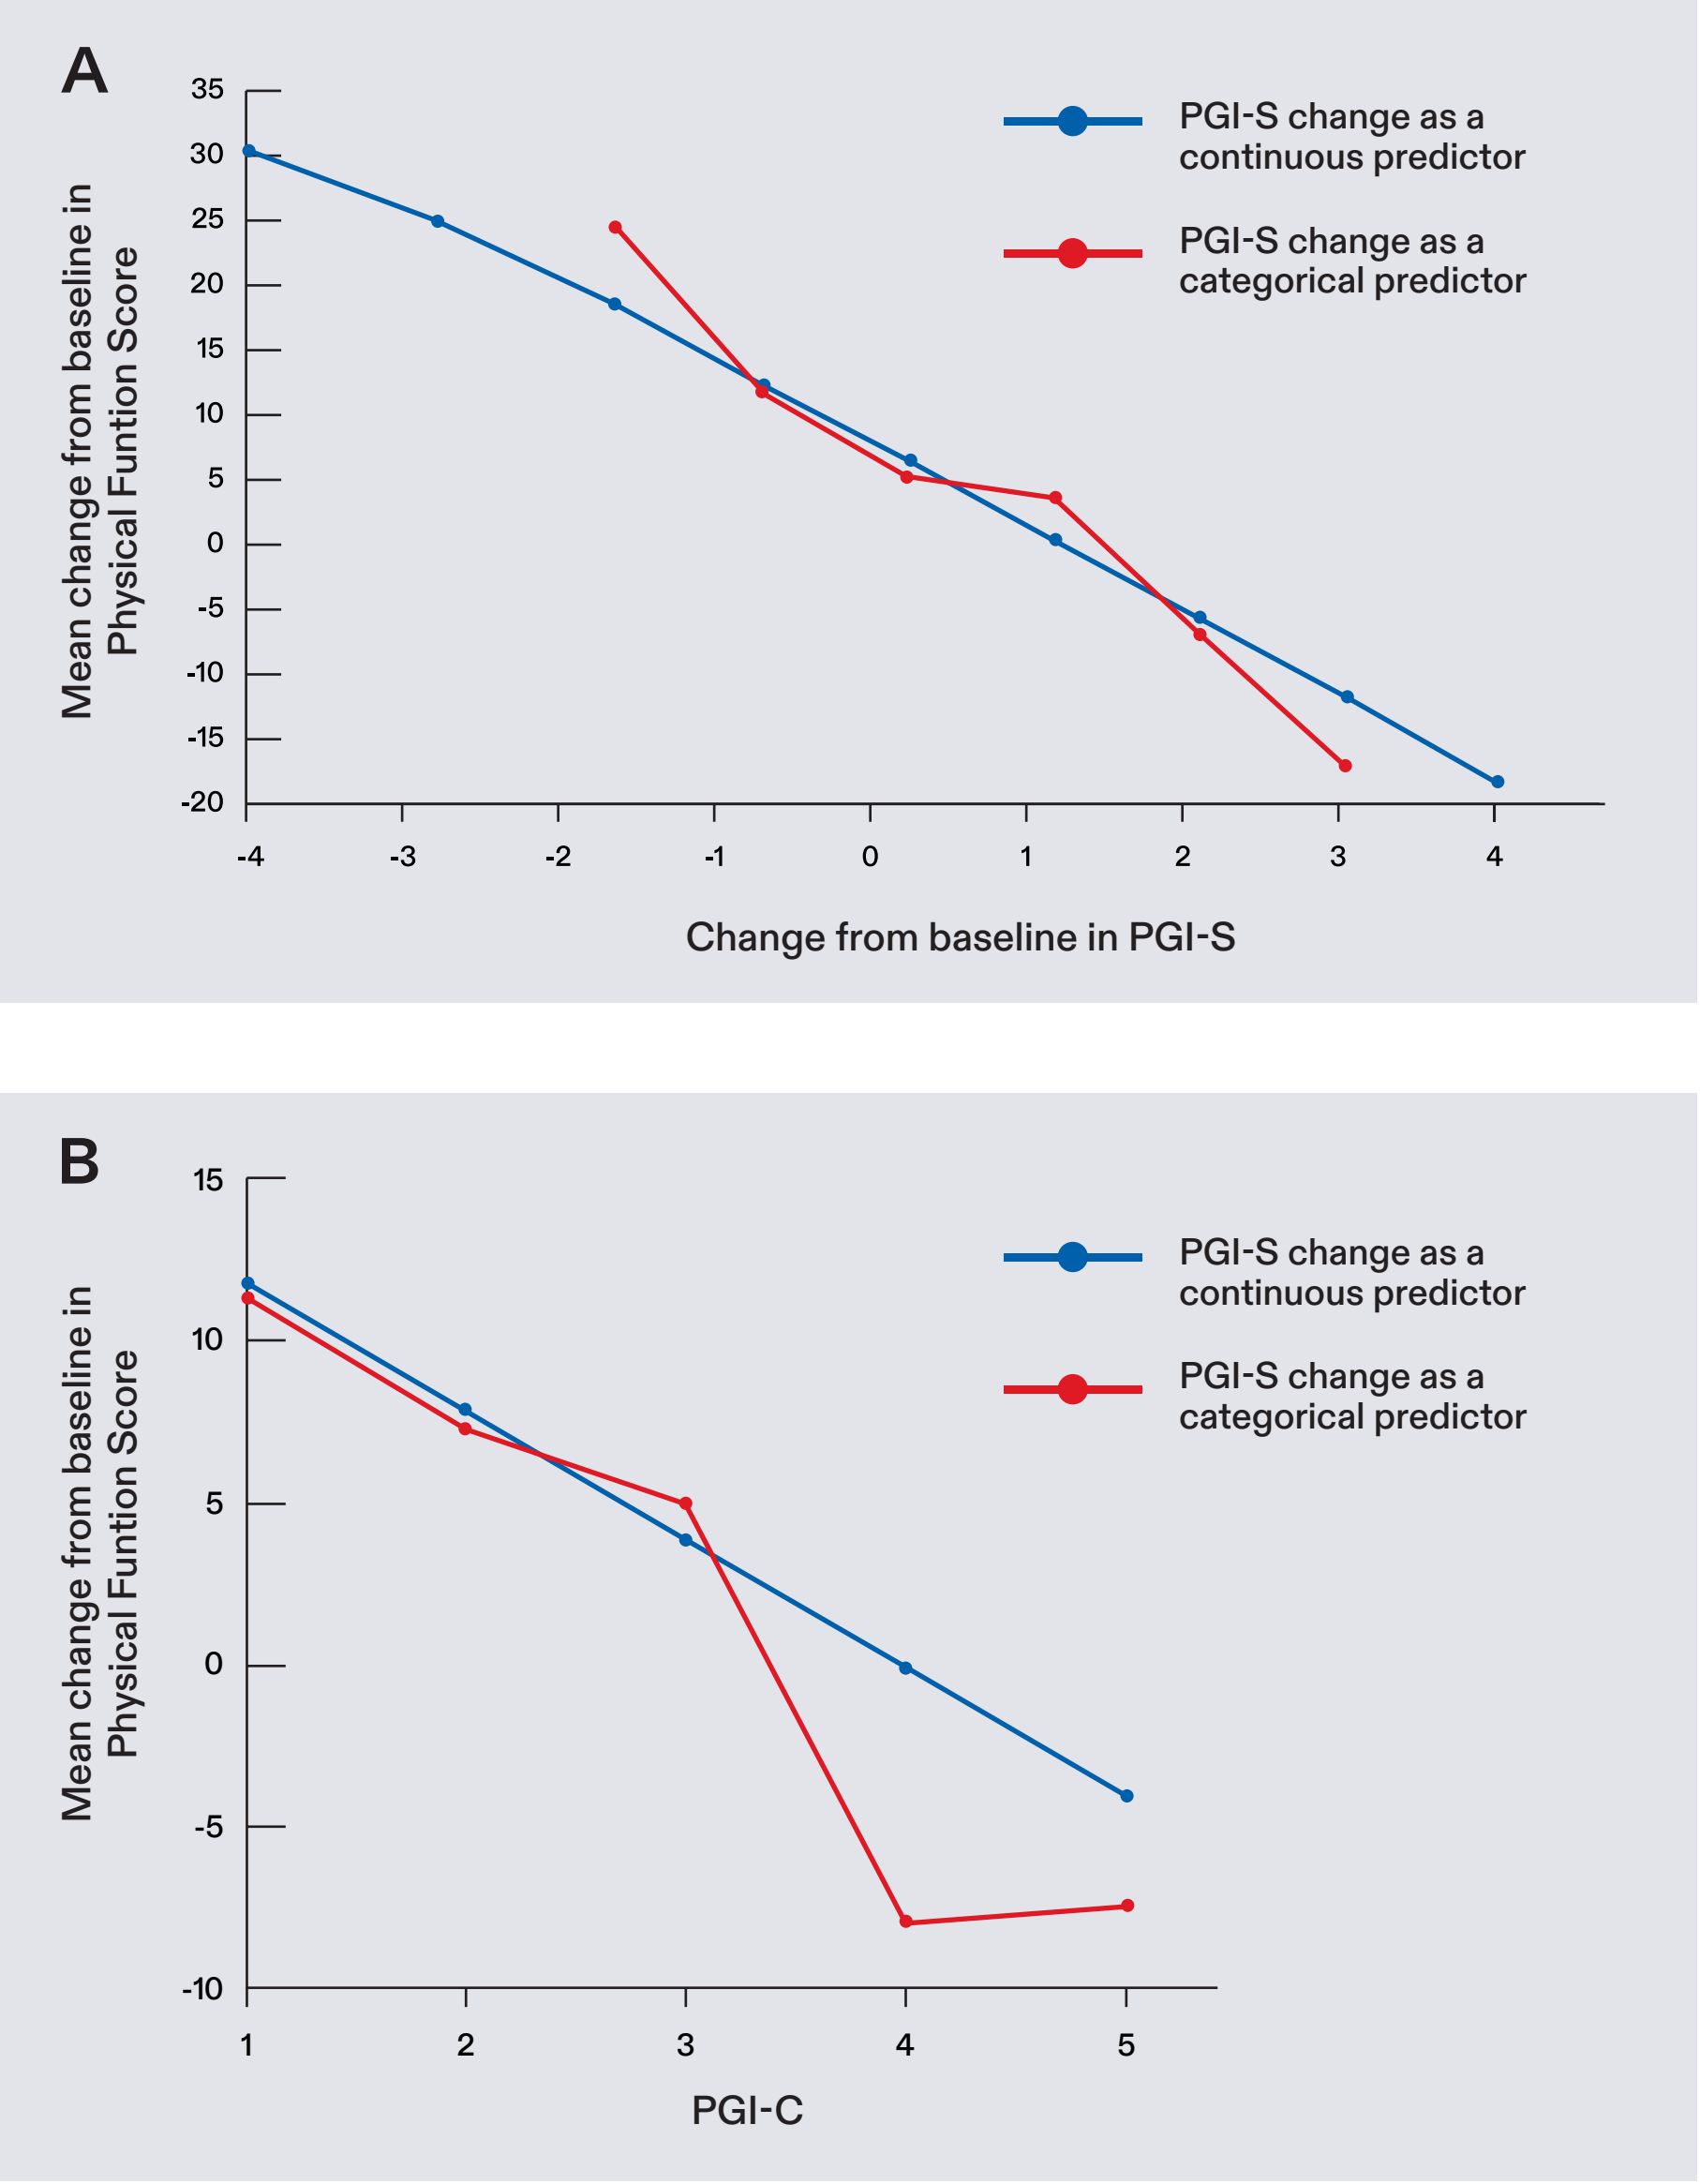 A
35
30
25
20
15
10
5
0
-5
-10
-15
-20
Mean change from baseline in
Physical Funtion Score
PGI-S change as a
continuous predictor
PGI-S change as a
categorical predictor
-4 -3 -2 -1 0 1 2 3 4
Change from baseline in PGI-S
B
15
10
5
0
-5
-10
Mean change from baseline in
Physical Funtion Score
PGI-S change as a
continuous predictor
PGI-S change as a
categorical predictor
1 2 3 4 5
PGI-C